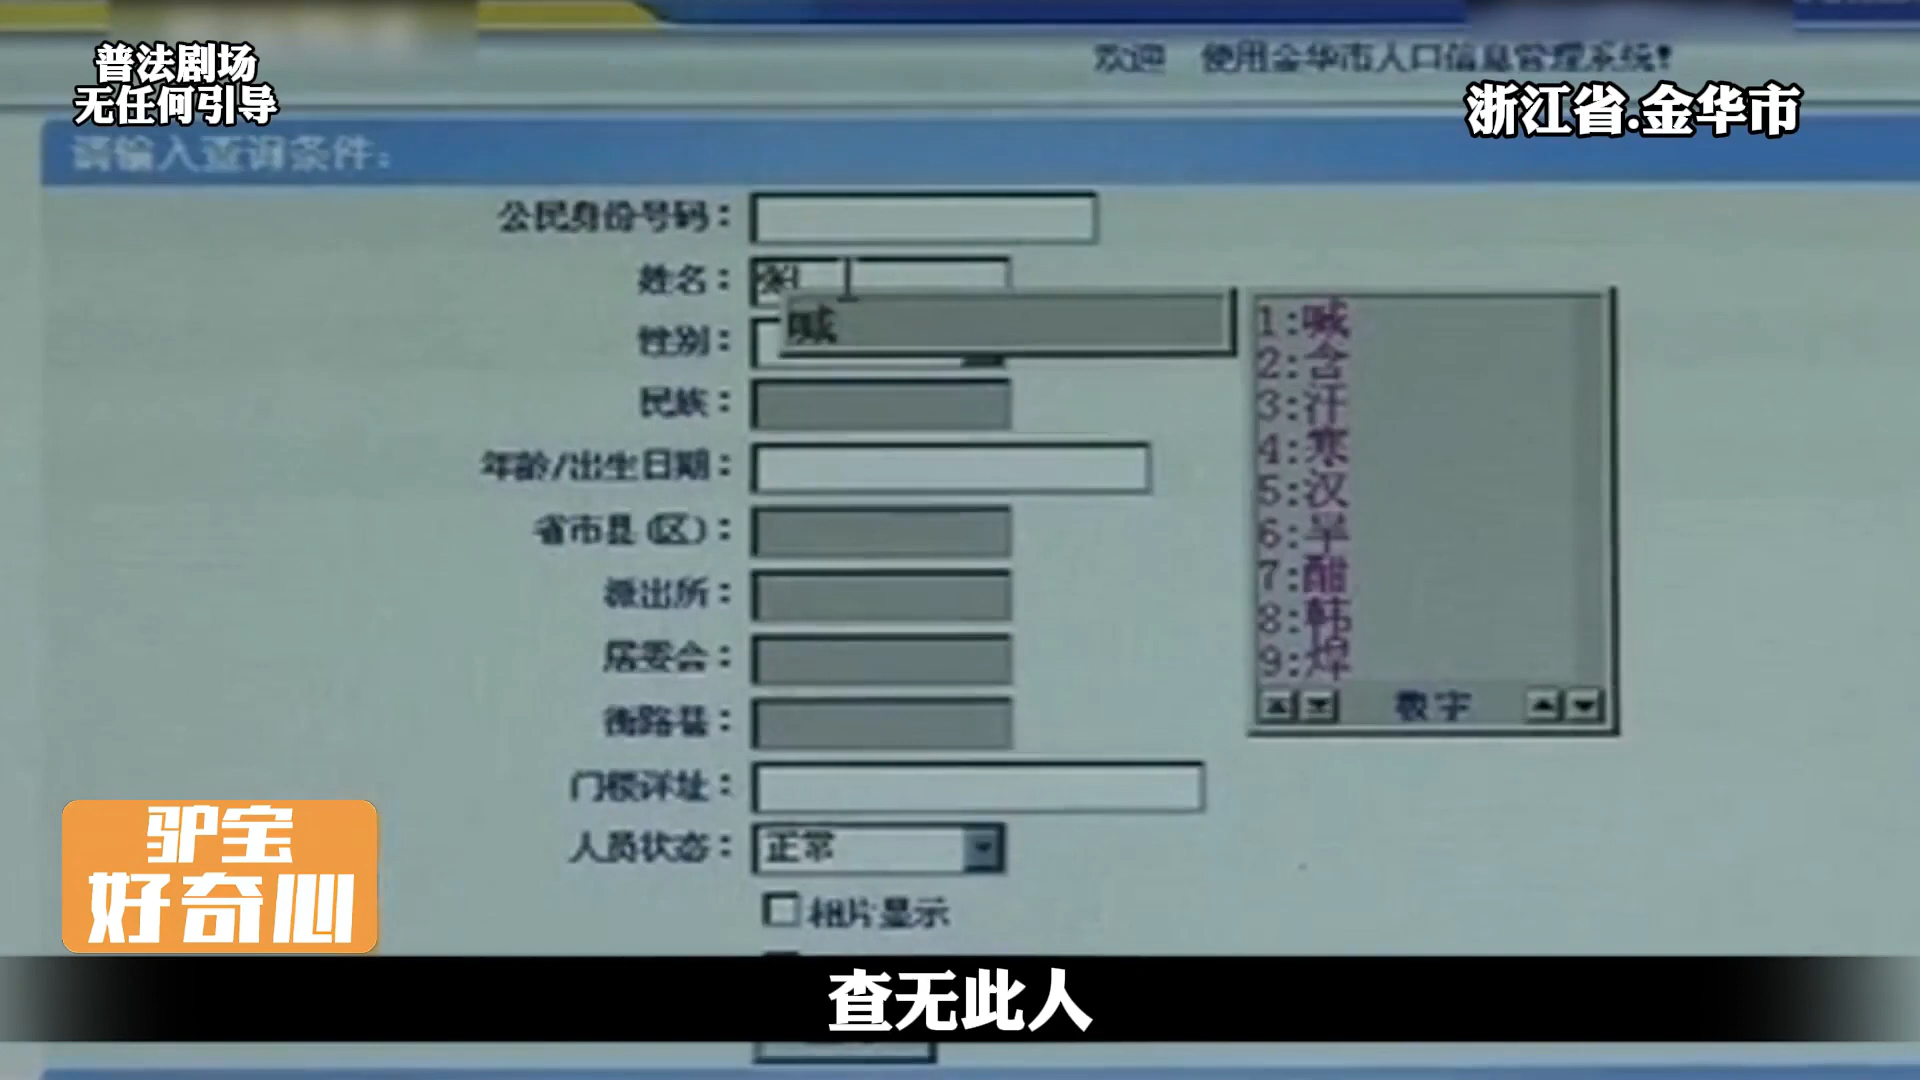 普法剧场
无任何引导
欢迎 使用金华市人口信息管理系统!
浙江省.金华市
请输入查询条件:
公民身份号码:
姓名:
喊
性别:
民族:
年龄/出生日期:
省市县(区):
派出所:
居委会:
街路巷:
门楼详址:
人员状态: 正常
相片显示
1:喊
2:含
3:汗
4:寒
5:汉
6:旱
7:酣
8:韩
9:焊
数字
驴宝
好奇心
查无此人